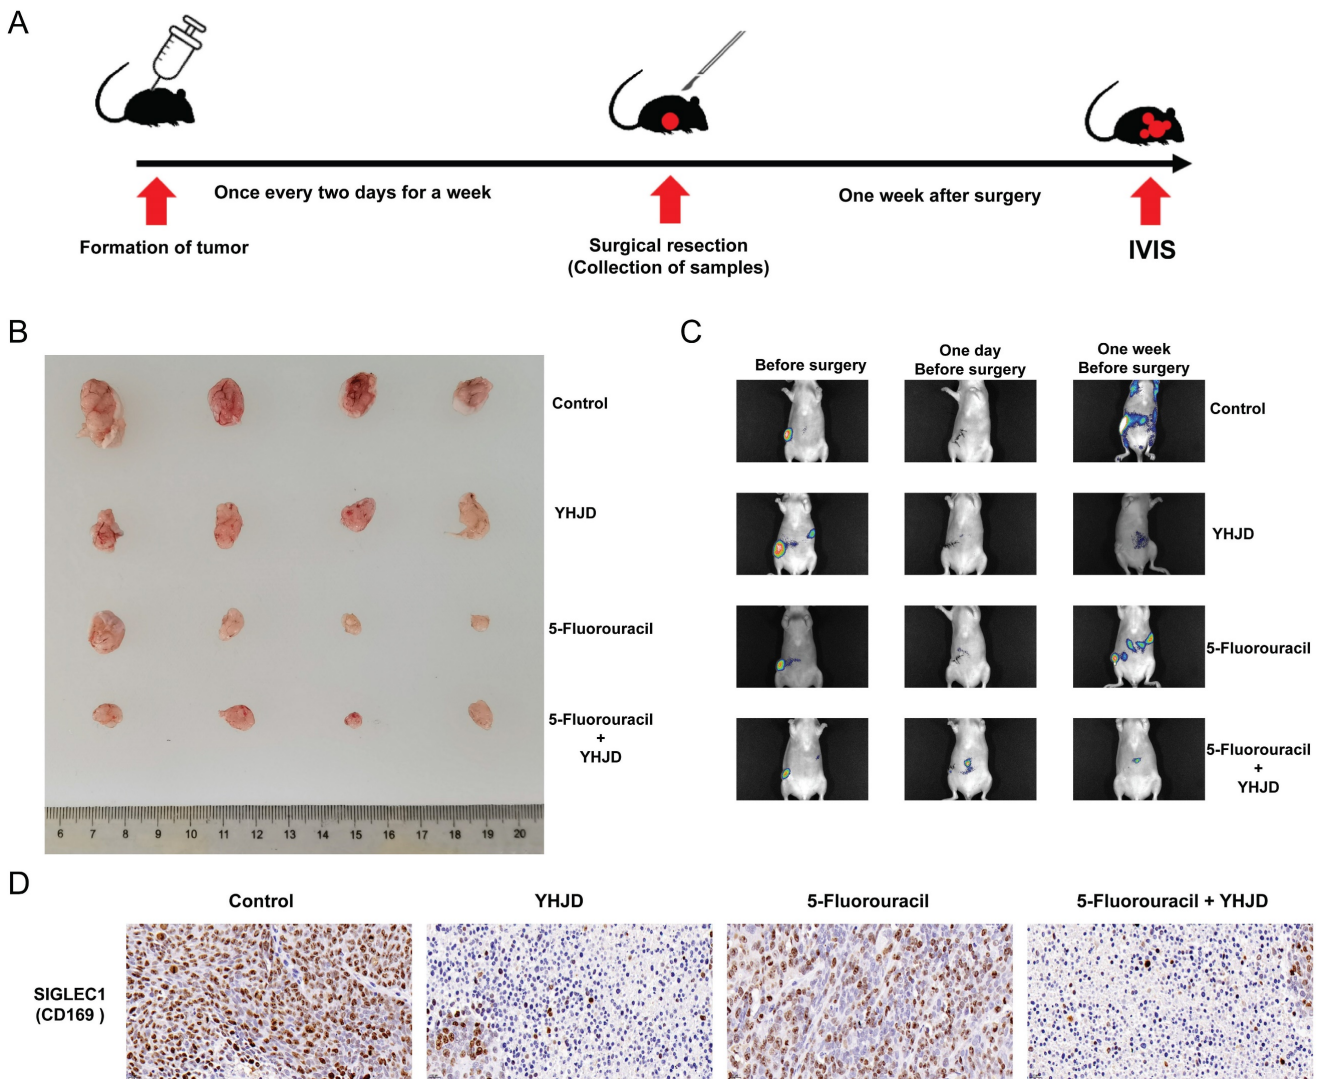 A
Once every two days for a week
One week after surgery
Formation of tumor
Surgical resection
(Collection of samples)
IVIS
B
Control
YHJD
5-Fluorouracil
5-Fluorouracil
+
YHJD
6 7 8 9 10 11 12 13 14 15 16 17 18 19 20
C
Before surgery
One day
Before surgery
One week
Before surgery
Control
YHJD
5-Fluorouracil
5-Fluorouracil
+
YHJD
D
Control
YHJD
5-Fluorouracil
5-Fluorouracil + YHJD
SIGLEC1
(CD169 )